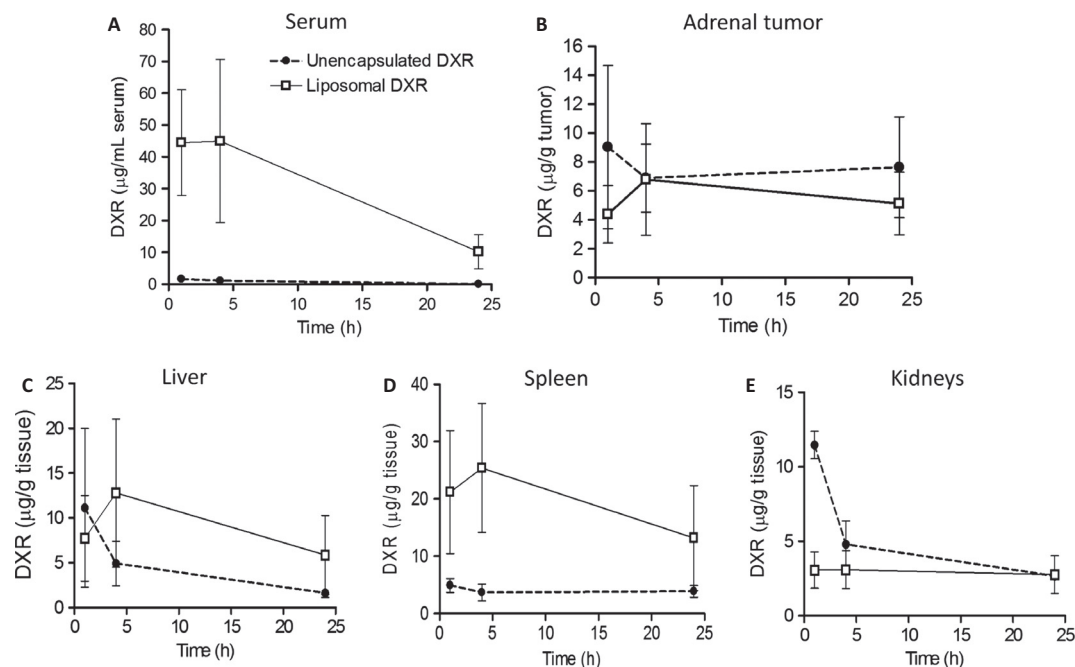 A Serum
DXR (μg/mL serum)
80
70
60
50
40
30
20
10
0
Unencapsulated DXR
Liposomal DXR
0 5 10 15 20 25
Time (h)
B Adrenal tumor
DXR (μg/g tumor)
16
14
12
10
8
6
4
2
0
0 5 10 15 20 25
Time (h)
C Liver
DXR (μg/g tissue)
25
20
15
10
5
0
0 5 10 15 20 25
Time (h)
D Spleen
DXR (μg/g tissue)
40
30
20
10
0
0 5 10 15 20 25
Time (h)
E Kidneys
DXR (μg/g tissue)
15
10
5
0
0 5 10 15 20 25
Time (h)